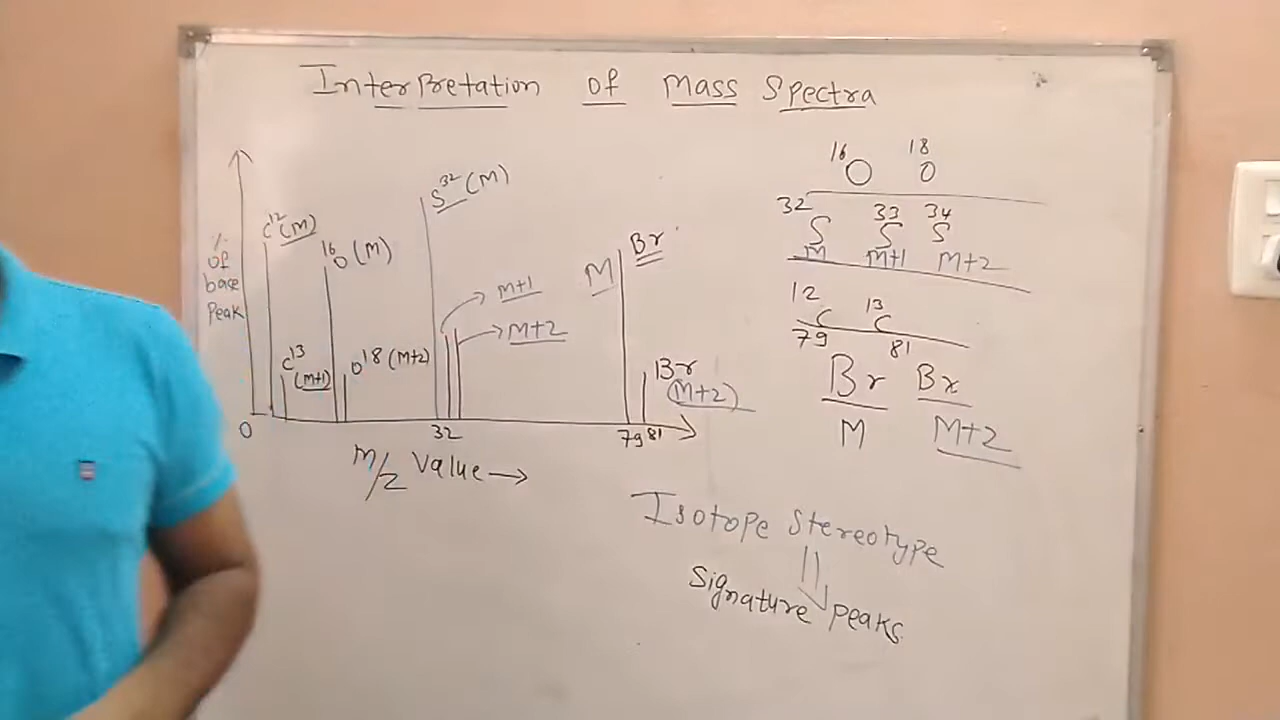 Interpretation of Mass Spectra
% of base Peak
C¹²(M)
C¹³(M+1)
¹⁶O(M)
O¹⁸(M+2)
S³²(M)
M+1
M+2
M Br
Br
(M+2)
0 32 79 81
m/z Value →
¹⁶O ¹⁸O
³²S ³³S ³⁴S
M M+1 M+2
¹²C ¹³C
⁷⁹Br ⁸¹Br
M M+2
Isotope Stereotype
Signature Peaks